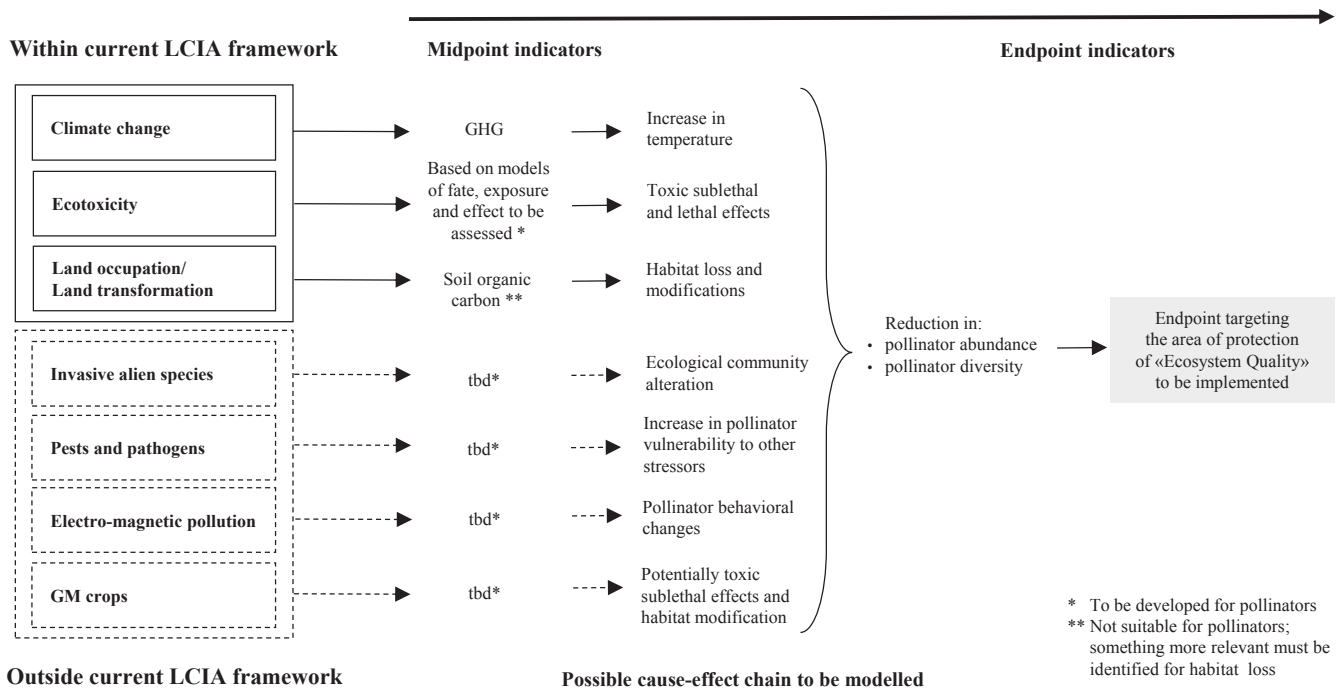 Within current LCIA framework
Midpoint indicators
Endpoint indicators
Climate change
GHG
Increase in
temperature
Ecotoxicity
Based on models
of fate, exposure
and effect to be
assessed *
Toxic sublethal
and lethal effects
Land occupation/
Land transformation
Soil organic
carbon **
Habitat loss and
modifications
Invasive alien species
tbd*
Ecological community
alteration
Pests and pathogens
tbd*
Increase in pollinator
vulnerability to other
stressors
Electro-magnetic pollution
tbd*
Pollinator behavioral
changes
GM crops
tbd*
Potentially toxic
sublethal effects and
habitat modification
Reduction in:
• pollinator abundance
• pollinator diversity
Endpoint targeting
the area of protection
of «Ecosystem Quality»
to be implemented
* To be developed for pollinators
** Not suitable for pollinators;
something more relevant must be
identified for habitat loss
Outside current LCIA framework
Possible cause-effect chain to be modelled